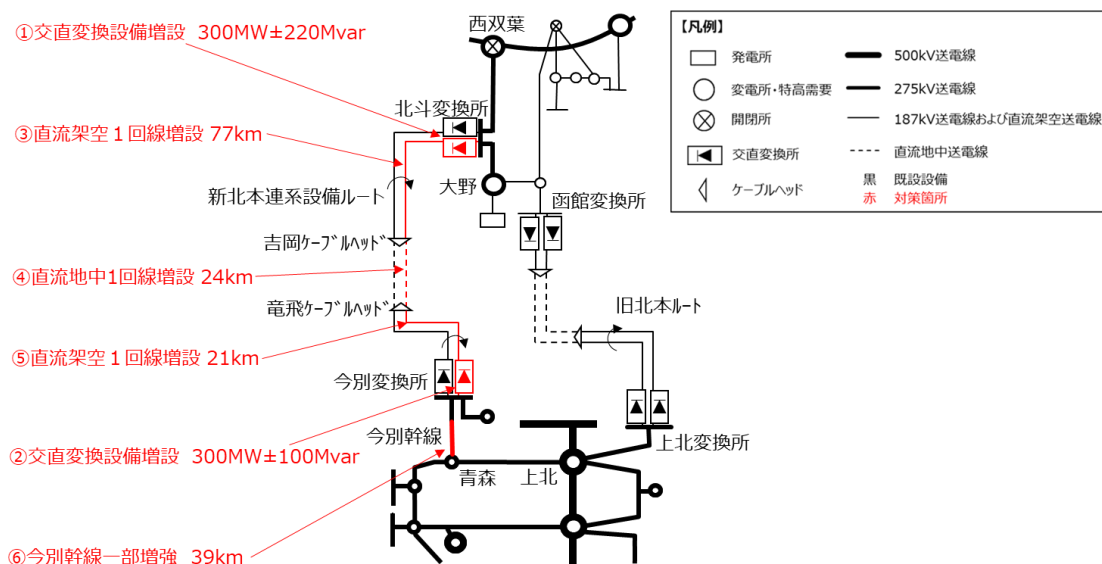 ①交直変換設備増設 300MW±220Mvar
西双葉
北斗変換所
③直流架空１回線増設 77km
大野
新北本連系設備ルート
函館変換所
吉岡ケーブルヘッド
④直流地中1回線増設 24km
竜飛ケーブルヘッド
旧北本ルート
⑤直流架空１回線増設 21km
今別変換所
今別幹線
上北変換所
②交直変換設備増設 300MW±100Mvar
青森
上北
⑥今別幹線一部増強 39km
【凡例】
発電所
500kV送電線
変電所・特高需要
275kV送電線
開閉所
187kV送電線および直流架空送電線
交直変換所
直流地中送電線
ケーブルヘッド
黒 既設設備
赤 対策箇所